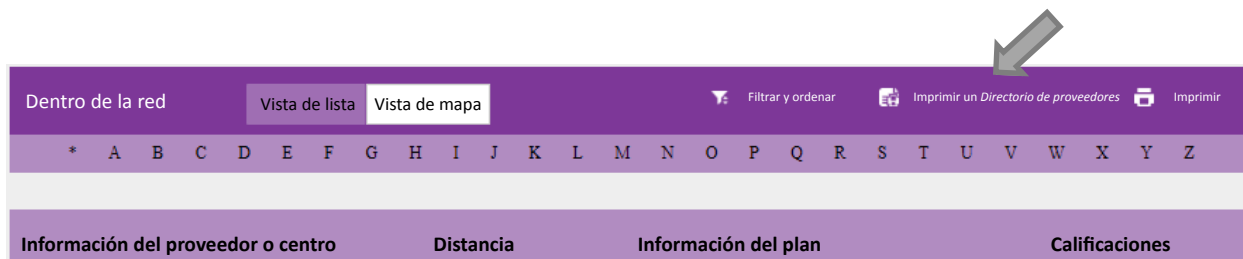 Dentro de la red Vista de lista Vista de mapa Filtrar y ordenar Imprimir un Directorio de proveedores Imprimir
* A B C D E F G H I J K L M N O P Q R S T U V W X Y Z
Información del proveedor o centro Distancia Información del plan Calificaciones